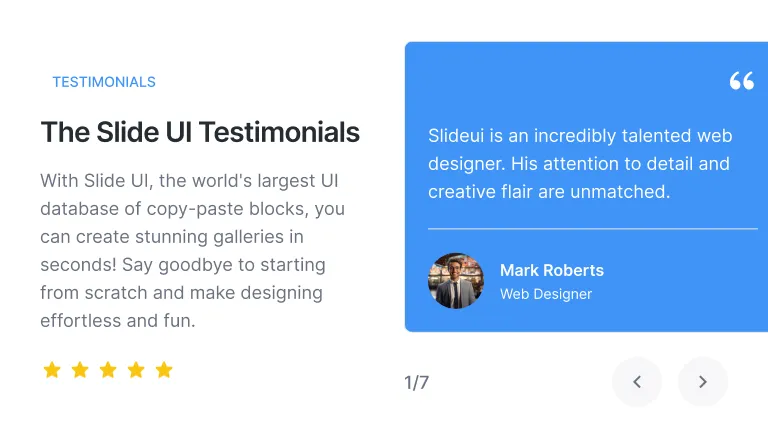 TESTIMONIALS
The Slide UI Testimonials
With Slide UI, the world's largest UI
database of copy-paste blocks, you
can create stunning galleries in
seconds! Say goodbye to starting
from scratch and make designing
effortless and fun.
“
Slideui is an incredibly talented web
designer. His attention to detail and
creative flair are unmatched.
Mark Roberts
Web Designer
1/7